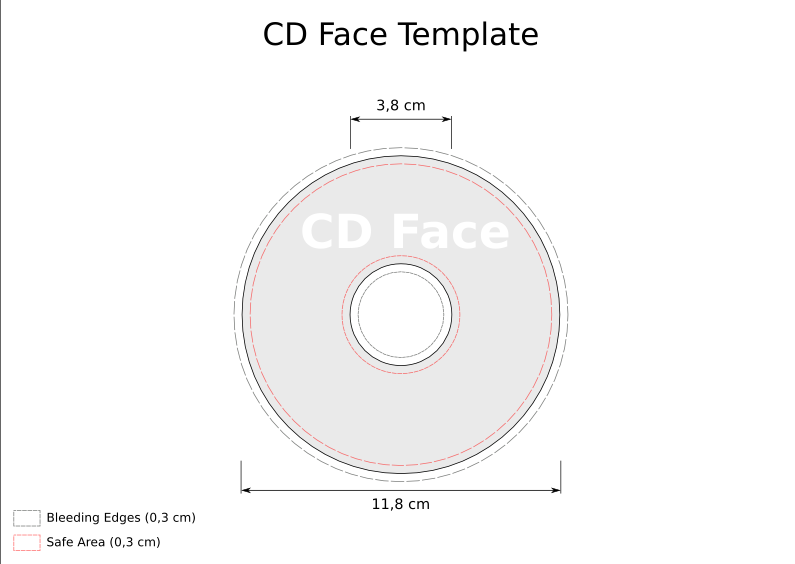 CD Face Template
3,8 cm
CD Face
11,8 cm
Bleeding Edges (0,3 cm)
Safe Area (0,3 cm)